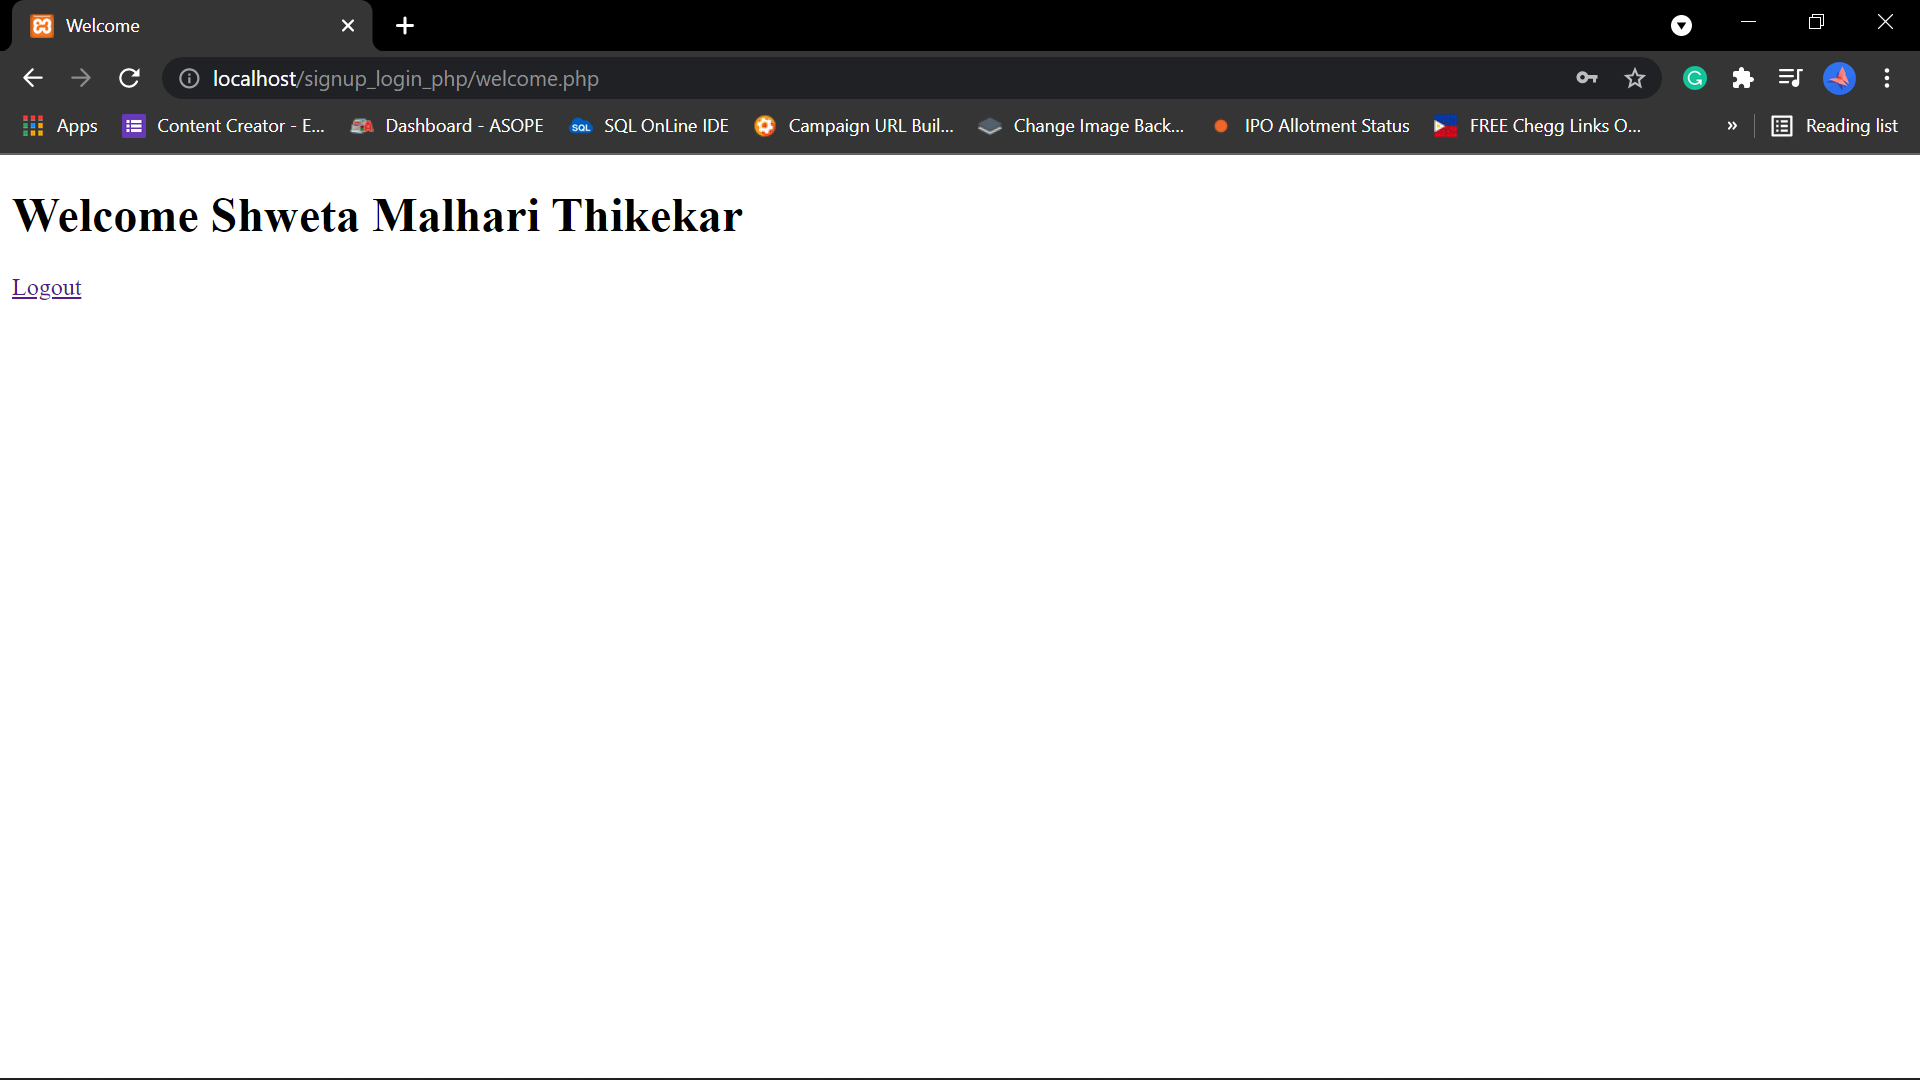 Welcome
localhost/signup_login_php/welcome.php
Apps Content Creator - E... Dashboard - ASOPE SQL SQL OnLine IDE Campaign URL Buil... Change Image Back... IPO Allotment Status FREE Chegg Links O... » Reading list
Welcome Shweta Malhari Thikekar
Logout